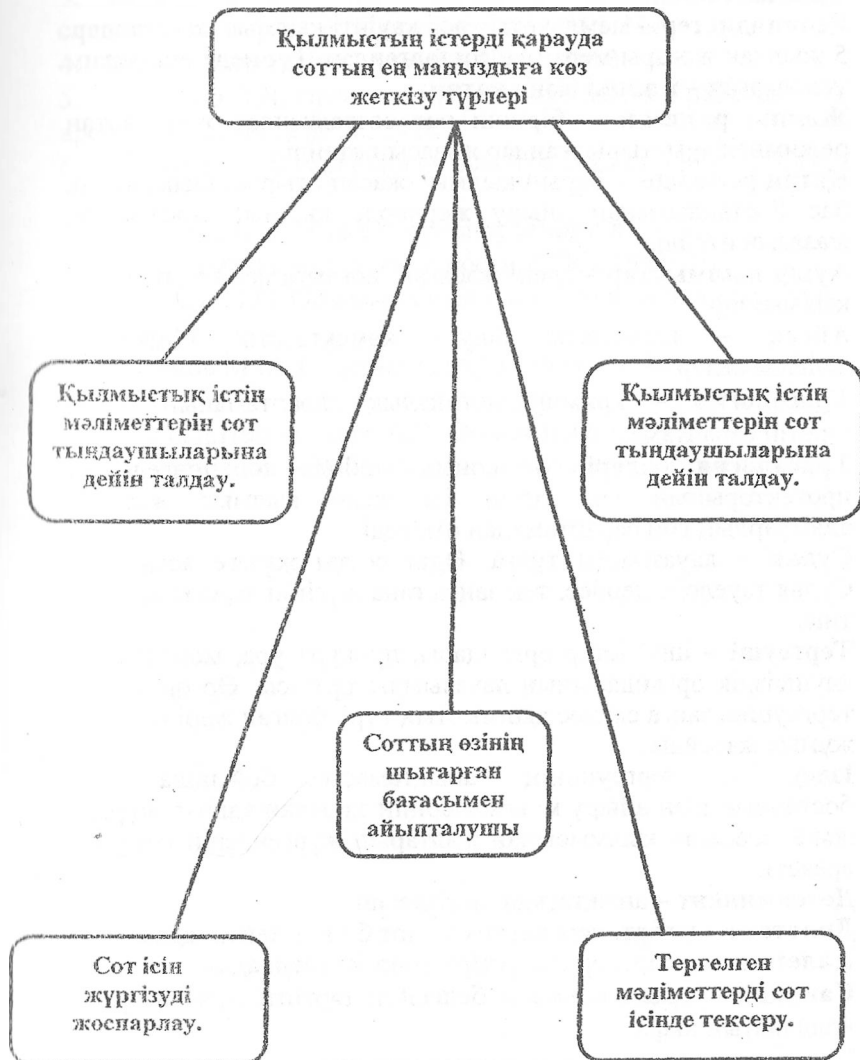 Қылмыстың істерді қарауда
соттың ең маңыздыға көз
жеткізу түрлері
Қылмыстық істің
мәліметтерін сот
тыңдаушыларына
дейін талдау.
Қылмыстық істің
мәліметтерін сот
тыңдаушыларына
дейін талдау.
Соттың өзінің
шығарған
бағасымен
айыпталушы
Сот ісін
жүргізуді
жоспарлау.
Тергелген
мәліметтерді сот
ісінде тексеру.